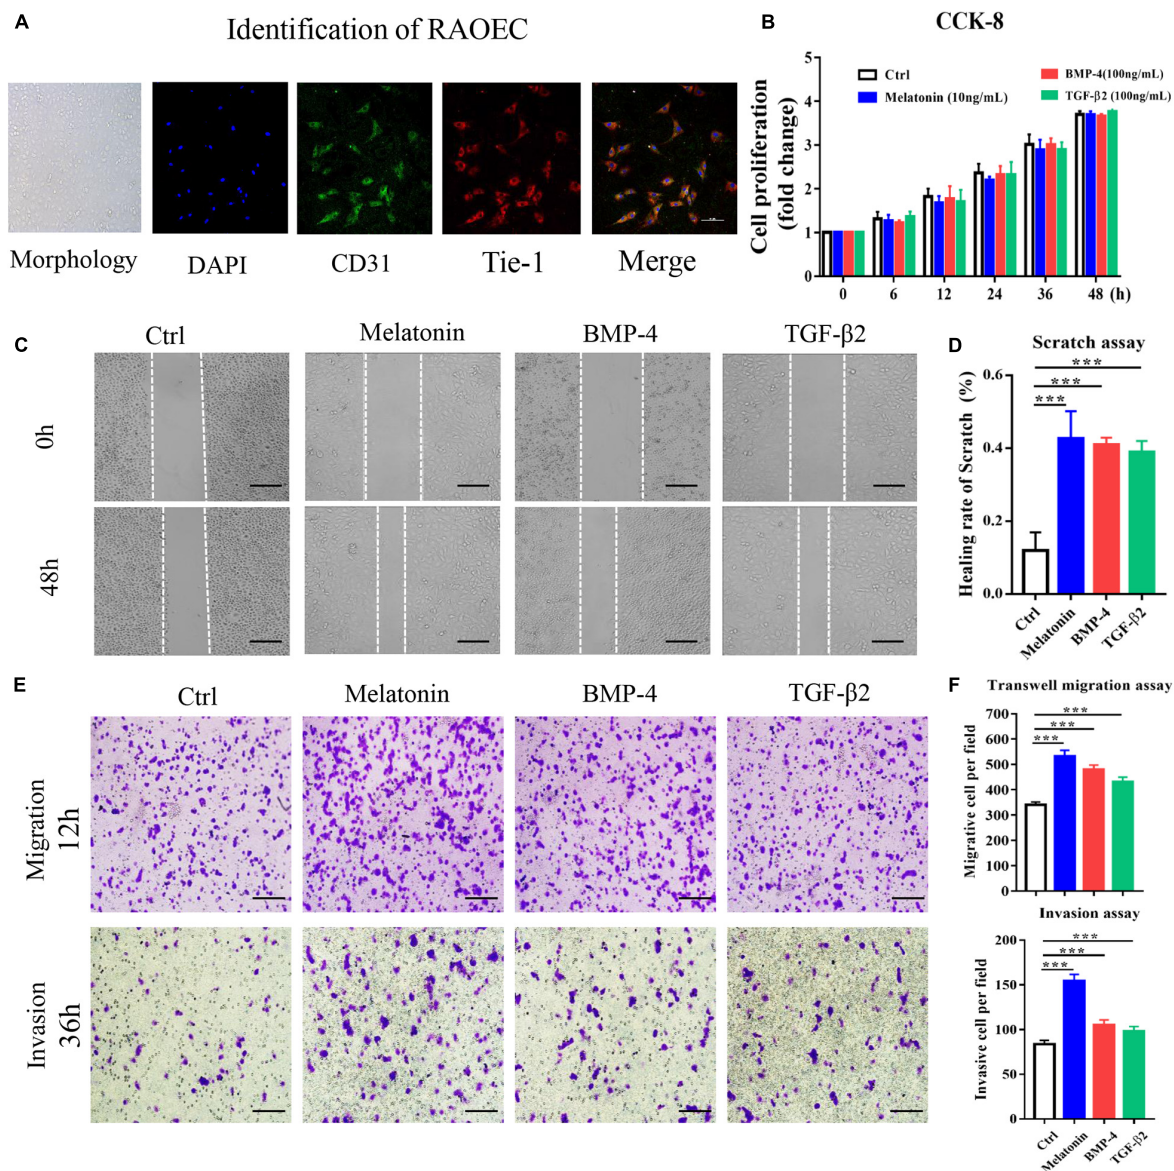 A
Identification of RAOEC
Morphology
DAPI
CD31
Tie-1
Merge
B
CCK-8
Cell proliferation
(fold change)
5
4
3
2
1
0
Ctrl
Melatonin (10ng/mL)
BMP-4(100ng/mL)
TGF-β2 (100ng/mL)
0 6 12 24 36 48 (h)
C
Ctrl
Melatonin
BMP-4
TGF-β2
0h
48h
D
Scratch assay
Healing rate of Scratch (%)
0.6
0.4
0.2
0.0
***
***
***
Ctrl
Melatonin
BMP-4
TGF-β2
E
Ctrl
Melatonin
BMP-4
TGF-β2
Migration
12h
Invasion
36h
F
Transwell migration assay
Migrative cell per field
700
600
500
400
300
200
100
0
***
***
***
Invasion assay
Invasive cell per field
200
150
100
50
0
***
***
***
Ctrl
Melatonin
BMP-4
TGF-β2